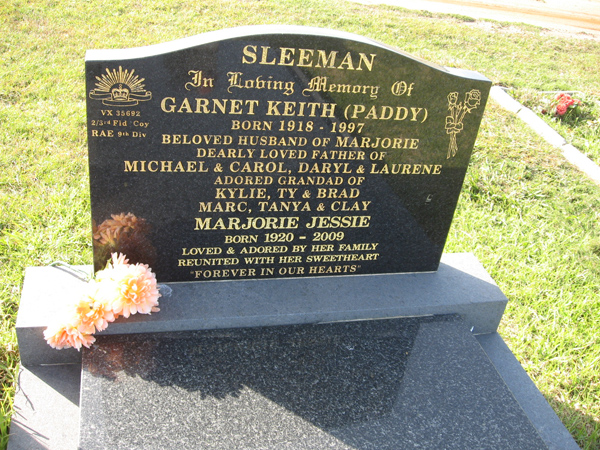 SLEEMAN
In Loving Memory Of
VX 35692
2/3rd Fld Coy
RAE 9th Div
GARNET KEITH (PADDY)
BORN 1918 - 1997
BELOVED HUSBAND OF MARJORIE
DEARLY LOVED FATHER OF
MICHAEL & CAROL, DARYL & LAURENE
ADORED GRANDAD OF
KYLIE, TY & BRAD
MARC, TANYA & CLAY
MARJORIE JESSIE
BORN 1920 - 2009
LOVED & ADORED BY HER FAMILY
REUNITED WITH HER SWEETHEART
"FOREVER IN OUR HEARTS"